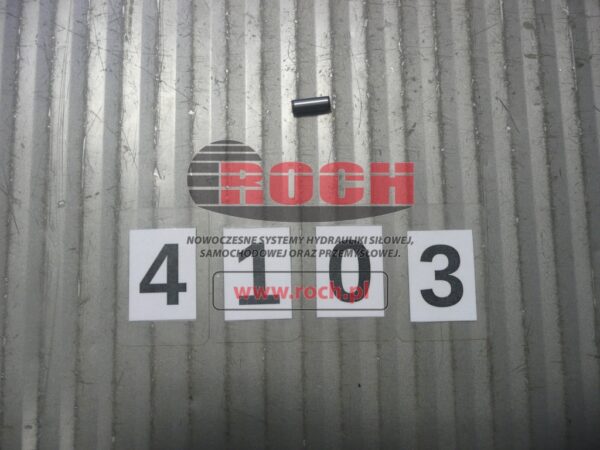 ROCH
NOWOCZESNE SYSTEMY HYDRAULIKI SIŁOWEJ,
SAMOCHODOWEJ ORAZ PRZEMYSŁOWEJ.
4 1 0 3
www.roch.pl